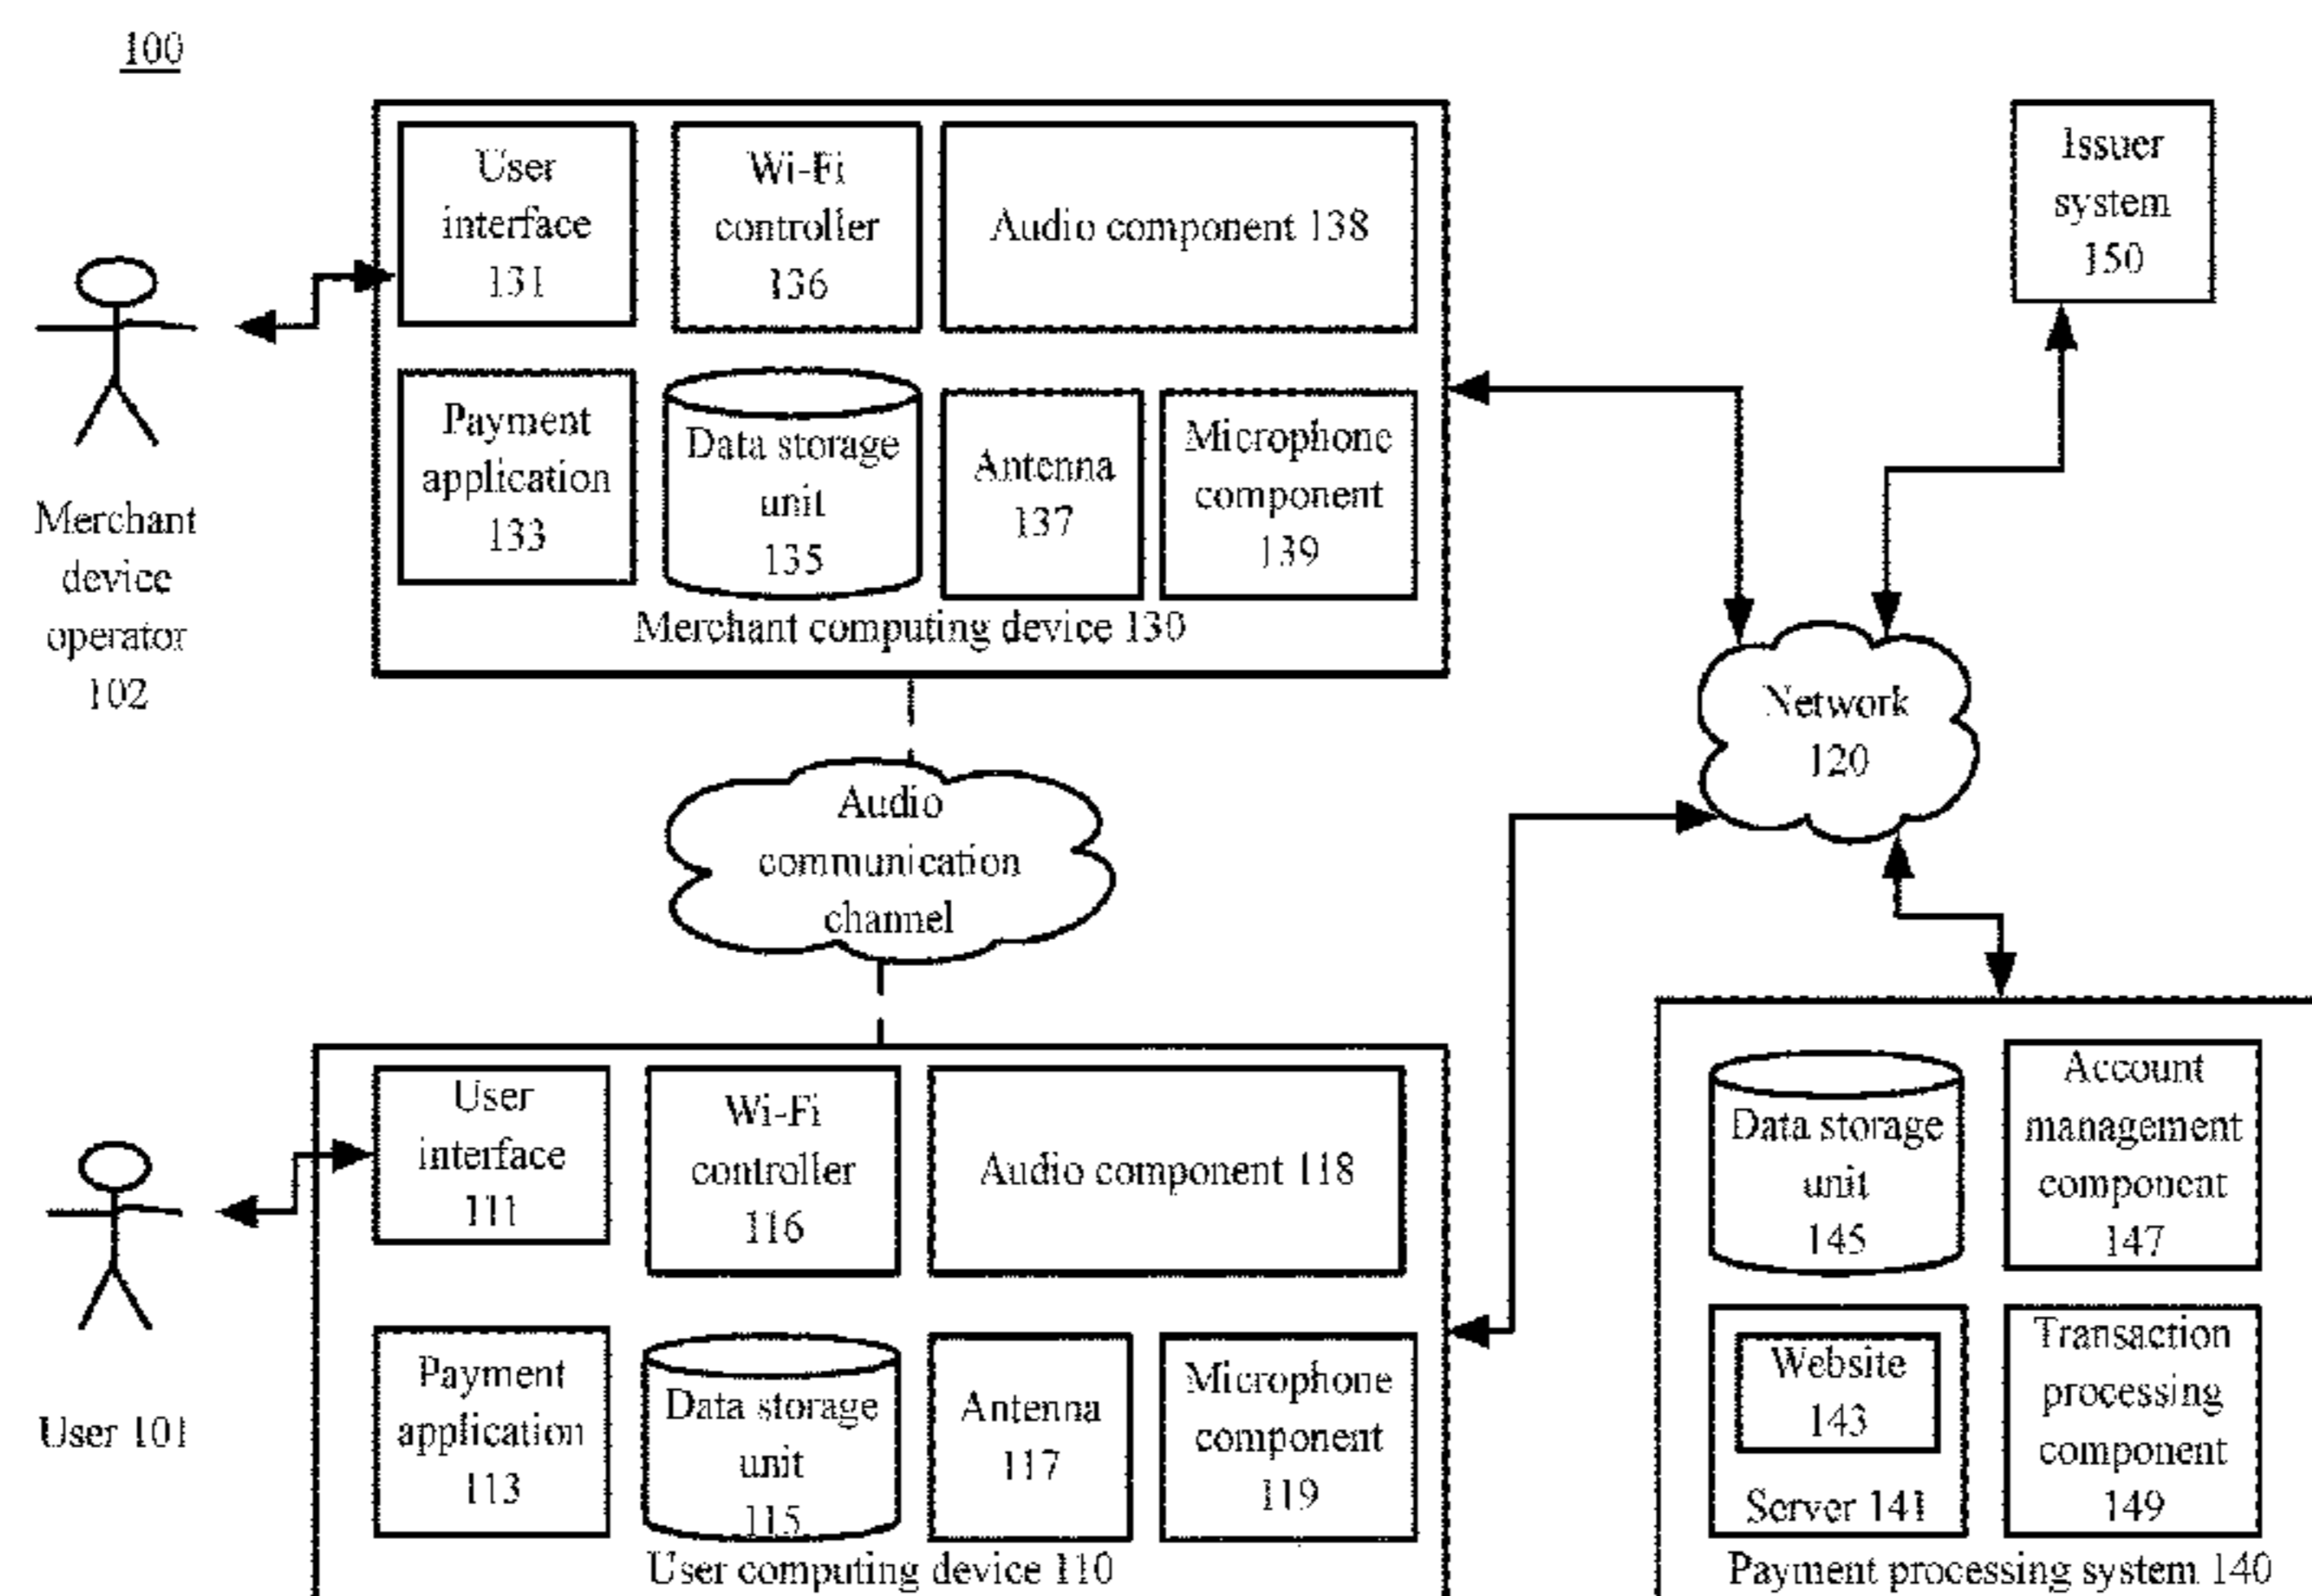 100
User
interface
131
Wi-Fi
controller
136
Audio component 138
Issuer
system
150
Payment
application
133
Data storage
unit
135
Antenna
137
Microphone
component
139
Merchant computing device 130
Merchant
device
operator
102
Network
120
Audio
communication
channel
User
interface
111
Wi-Fi
controller
116
Audio component 118
Payment
application
113
Data storage
unit
115
Antenna
117
Microphone
component
119
User computing device 110
User 101
Data storage
unit
145
Account
management
component
147
Website
143
Server 141
Transaction
processing
component
149
Payment processing system 140